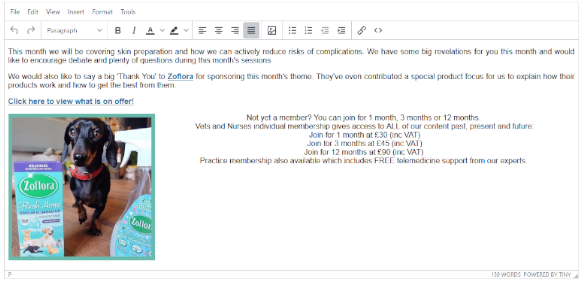 File Edit View Insert Format Tools
Paragraph B I A
This month we will be covering skin preparation and how we can actively reduce risks of complications. We have some big revelations for you this month and would
like to encourage debate and plenty of questions during this month's sessions
We would also like to say a big 'Thank You' to Zoflora for sponsoring this month's theme. They've even contributed a special product focus for us to explain how their
products work and how to get the best from them
Click here to view what is on offer!
Not yet a member? You can join for 1 month, 3 months or 12 months.
Vets and Nurses individual membership gives access to ALL of our content past, present and future:
Join for 1 month at £30 (inc VAT)
Join for 3 months at £45 (inc VAT)
Join for 12 months at £90 (inc VAT)
Practice membership also available which includes FREE telemedicine support from our experts.
Zoflora
Fresh Home
Zoflor
P
159 WORDS POWERED BY TINY